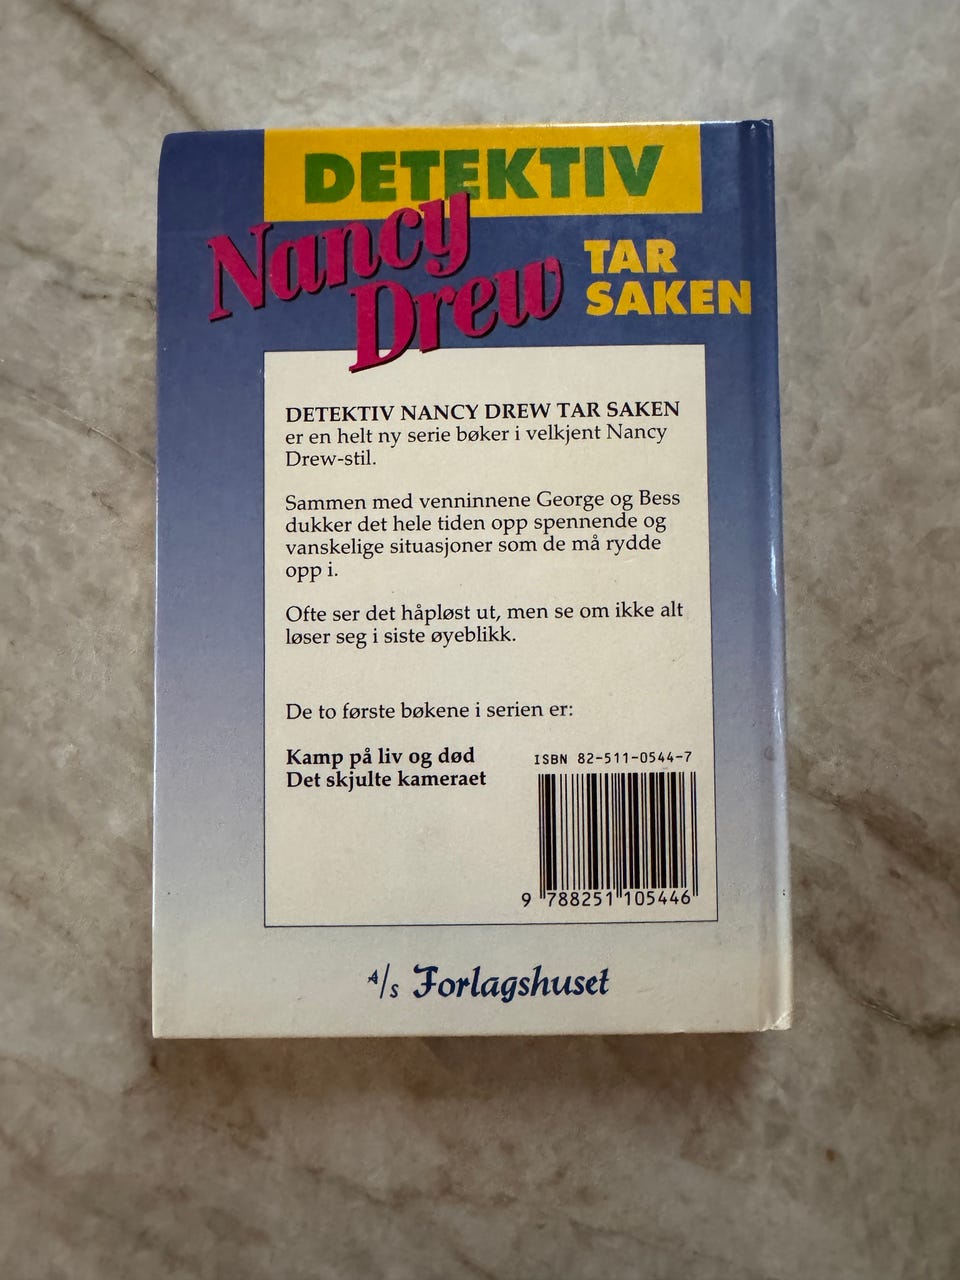 DETEKTIV
Nancy
Drew
TAR
SAKEN
DETEKTIV NANCY DREW TAR SAKEN
er en helt ny serie bøker i velkjent Nancy
Drew-stil.
Sammen med venninnene George og Bess
dukker det hele tiden opp spennende og
vanskelige situasjoner som de må rydde
opp i.
Ofte ser det håpløst ut, men se om ikke alt
løser seg i siste øyeblikk.
De to første bøkene i serien er:
Kamp på liv og død
Det skjulte kameraet
ISBN 82-511-0544-7
9 788251 105446
A/S Forlagshuset